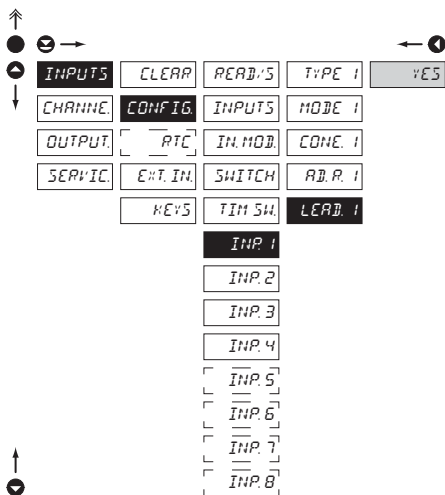 INPUTS CLEAR READ/S TYPE 1 YES
CHANNE. CONFIG. INPUTS MODE 1
OUTPUT. RTC IN. MOD. CONE. 1
SERVIC. EXT. IN. SWITCH AD. R. 1
KEYS TIM SW. LEAD. 1
INP. 1
INP. 2
INP. 3
INP. 4
INP. 5
INP. 6
INP. 7
INP. 8